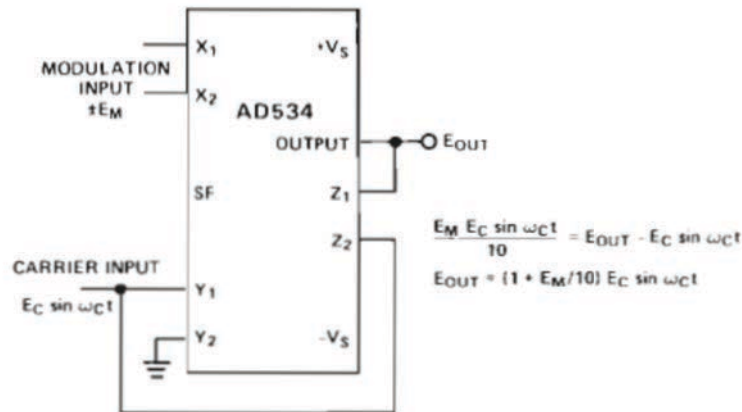 X1
+VS
MODULATION
INPUT
±EM
X2
AD534
OUTPUT
EOUT
SF
Z1
Z2
EM EC sin ωCt
10
= EOUT - EC sin ωCt
CARRIER INPUT
EC sin ωCt
Y1
EOUT = (1 + EM/10) EC sin ωCt
Y2
-VS